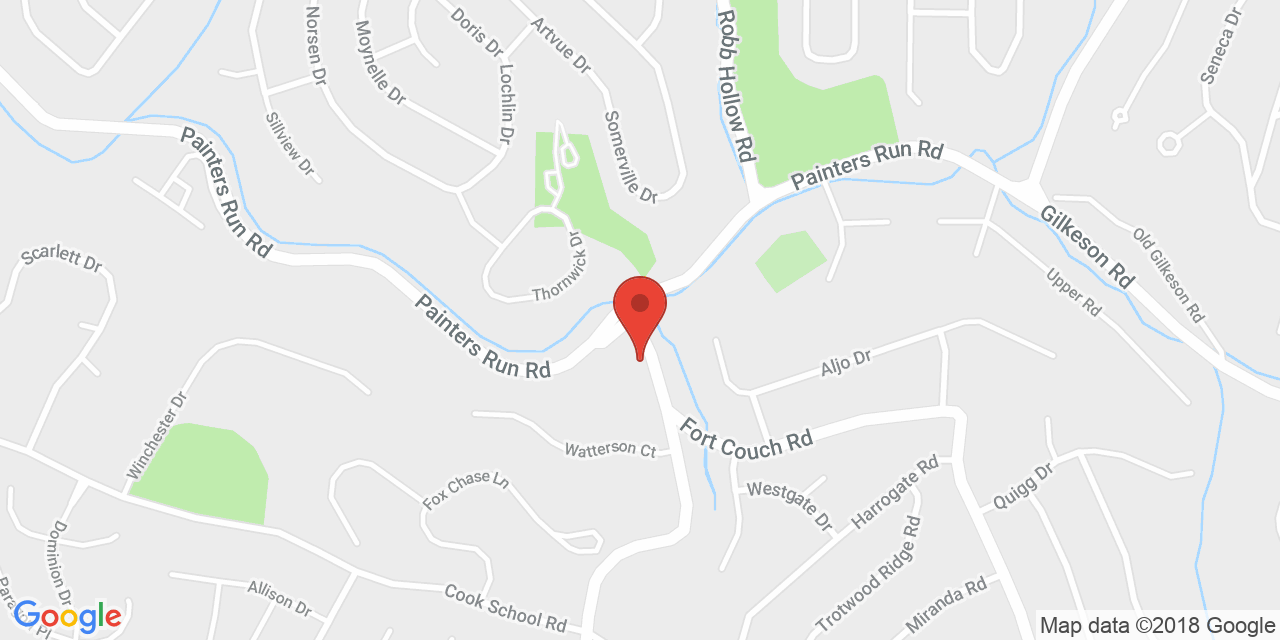 Norsen Dr
Moynelle Dr
Doris Dr
Lochlin Dr
Artvue Dr
Somerville Dr
Robb Hollow Rd
Seneca Dr
Sillview Dr
Painters Run Rd
Painters Run Rd
Painters Run Rd
Scarlett Dr
Thornwick Dr
Gilkeson Rd
Old Gilkeson Rd
Upper Rd
Aljo Dr
Winchester Dr
Fort Couch Rd
Watterson Ct
Fox Chase Ln
Westgate Dr
Harrogate Rd
Quigg Dr
Dominion Dr
Allison Dr
Cook School Rd
Trotwood Ridge Rd
Miranda Rd
Google
Map data ©2018 Google